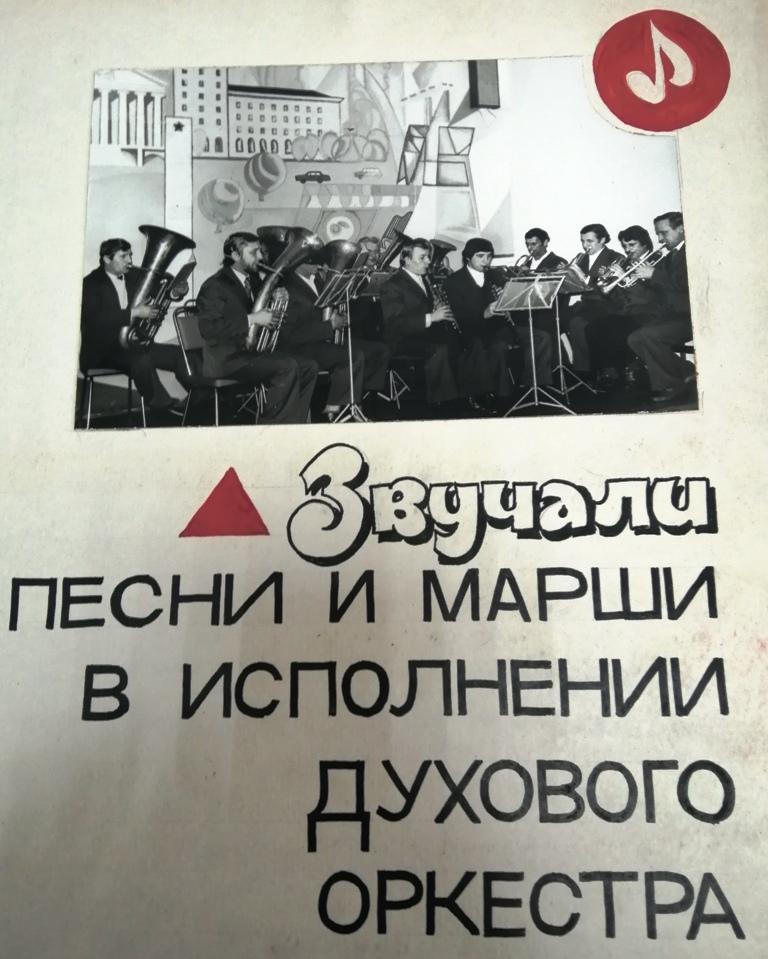 Звучали
ПЕСНИ И МАРШИ
В ИСПОЛНЕНИИ
ДУХОВОГО
ОРКЕСТРА